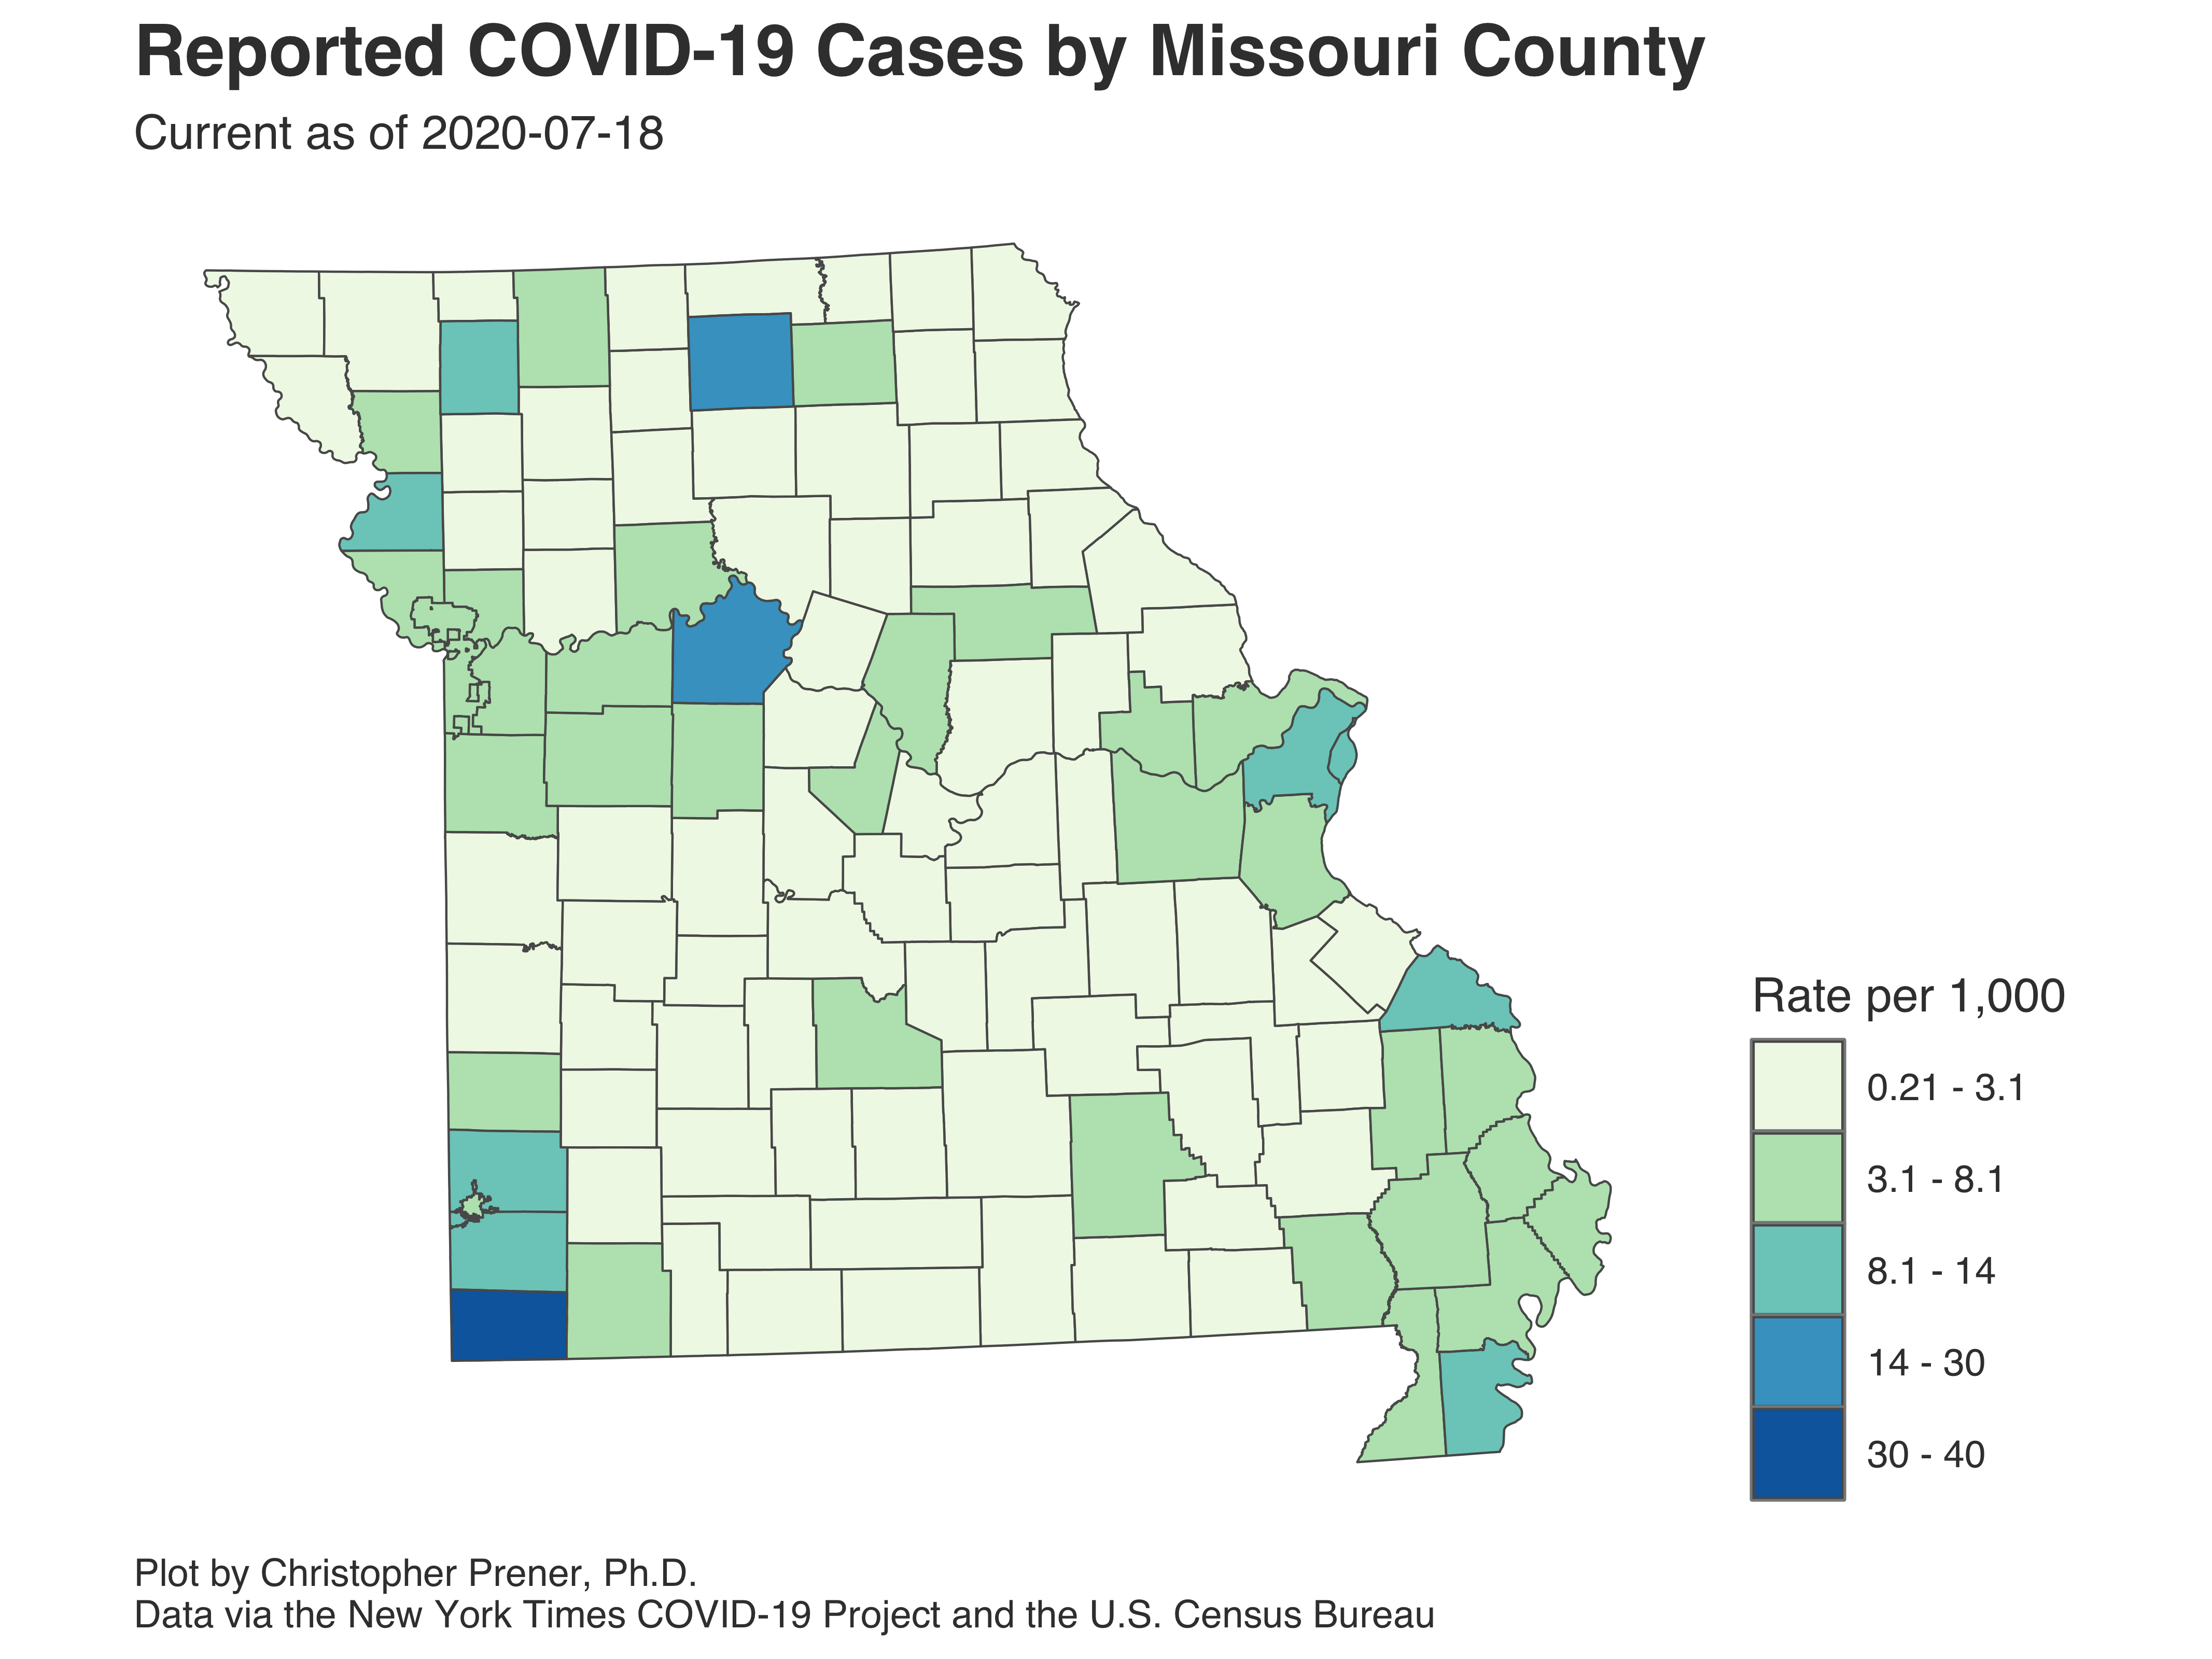 Reported COVID-19 Cases by Missouri County
Current as of 2020-07-18
Rate per 1,000
0.21 - 3.1
3.1 - 8.1
8.1 - 14
14 - 30
30 - 40
Plot by Christopher Prener, Ph.D.
Data via the New York Times COVID-19 Project and the U.S. Census Bureau